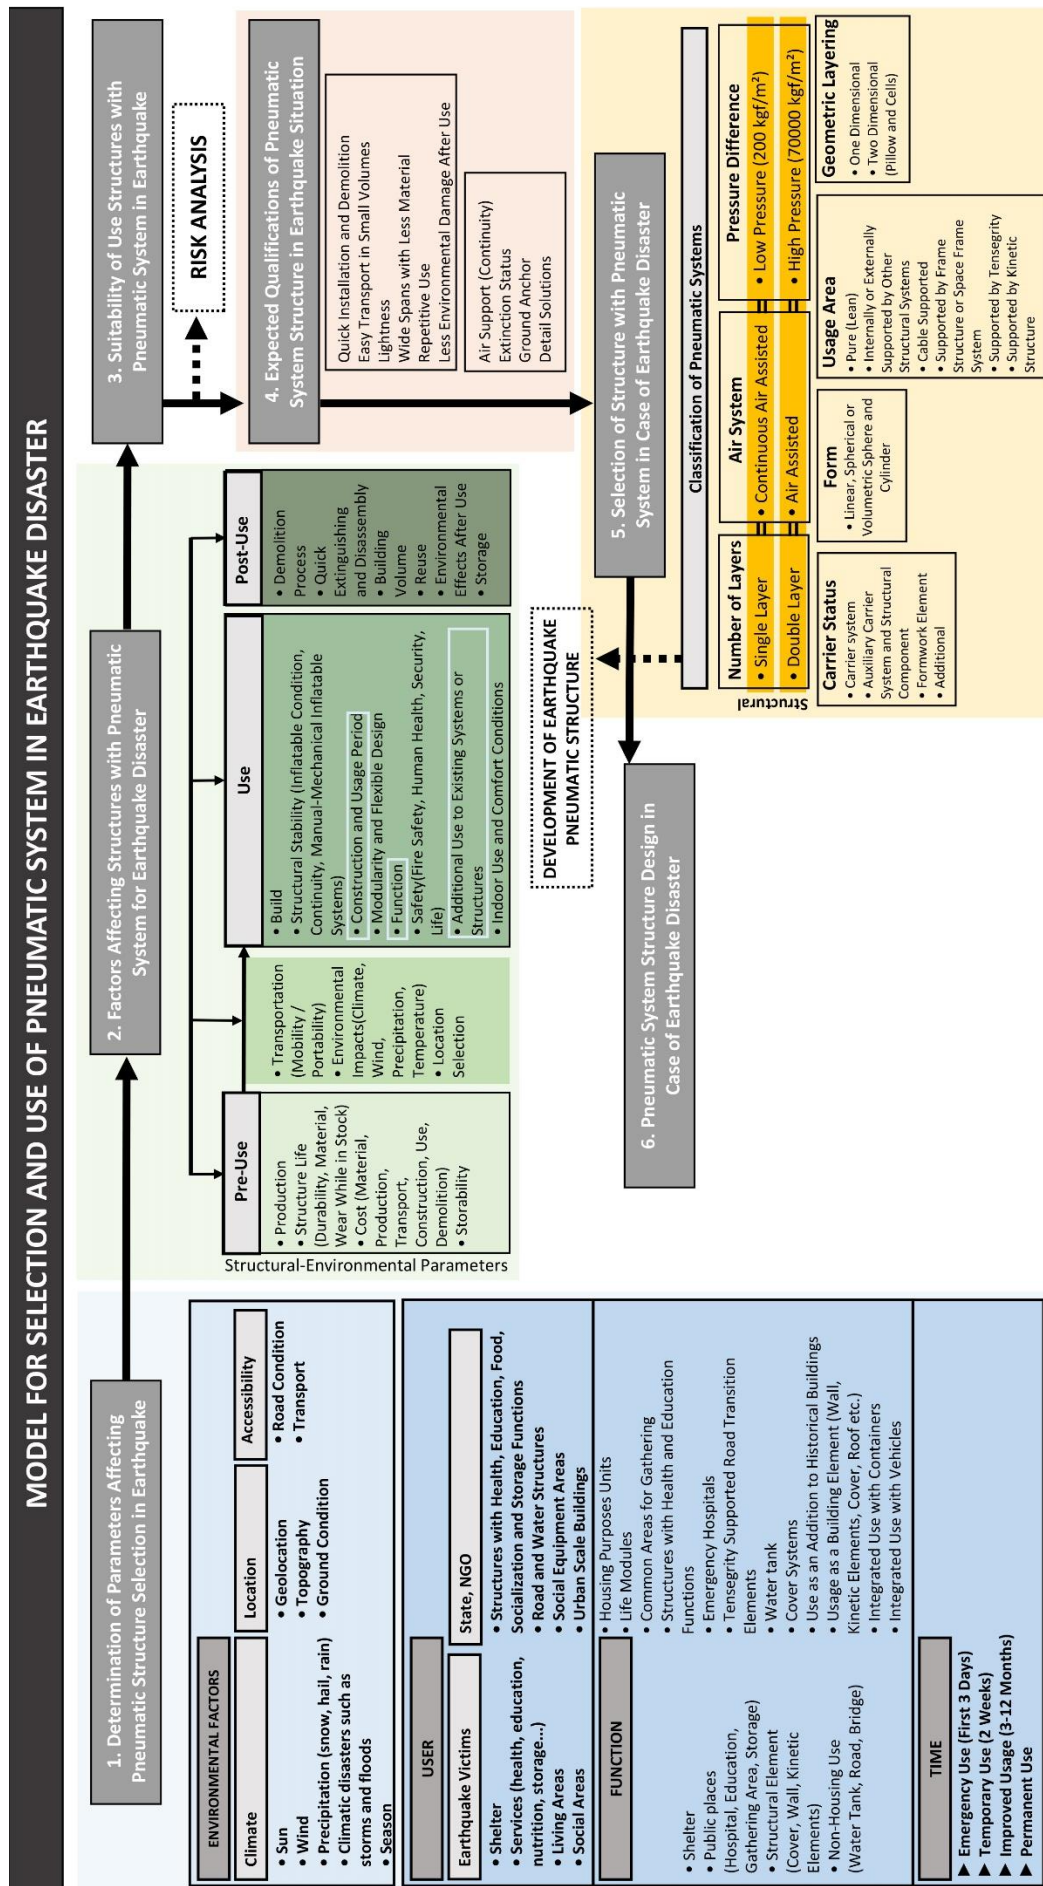 MODEL FOR SELECTION AND USE OF PNEUMATIC SYSTEM IN EARTHQUAKE DISASTER
1. Determination of Parameters Affecting
Pneumatic Structure Selection in Earthquake
ENVIRONMENTAL FACTORS
Climate
• Sun
• Wind
• Precipitation (snow, hail, rain)
• Climatic disasters such as
storms and floods
• Season
Location
• Geolocation
• Topography
• Ground Condition
Accessibility
• Road Condition
• Transport
USER
Earthquake Victims
• Shelter
• Services (health, education,
nutrition, storage...)
• Living Areas
• Social Areas
State, NGO
• Structures with Health, Education, Food,
Socialization and Storage Functions
• Road and Water Structures
• Social Equipment Areas
• Urban Scale Buildings
FUNCTION
• Shelter
• Public places
(Hospital, Education,
Gathering Area, Storage)
• Structural Element
(Cover, Wall, Kinetic
Elements)
• Non-Housing Use
(Water Tank, Road, Bridge)
• Housing Purposes Units
• Life Modules
• Common Areas for Gathering
• Structures with Health and Education
Functions
• Emergency Hospitals
• Tensegrity Supported Road Transition
Elements
• Water tank
• Cover Systems
• Use as an Addition to Historical Buildings
• Usage as a Building Element (Wall,
Kinetic Elements, Cover, Roof etc.)
• Integrated Use with Containers
• Integrated Use with Vehicles
TIME
▶ Emergency Use (First 3 Days)
▶ Temporary Use (2 Weeks)
▶ Improved Usage (3-12 Months)
▶ Permanent Use
2. Factors Affecting Structures with Pneumatic
System for Earthquake Disaster
Pre-Use
• Production
• Structure Life
(Durability, Material,
Wear While in Stock)
• Cost (Material,
Production,
Transport,
Construction, Use,
Demolition)
• Storability
Structural-Environmental Parameters
• Transportation
(Mobility /
Portability)
• Environmental
Impacts(Climate,
Wind,
Precipitation,
Temperature)
• Location
Selection
Use
• Build
• Structural Stability (Inflatable Condition,
Continuity, Manual-Mechanical Inflatable
Systems)
• Construction and Usage Period
• Modularity and Flexible Design
• Function
• Safety(Fire Safety, Human Health, Security,
Life)
• Additional Use to Existing Systems or
Structures
• Indoor Use and Comfort Conditions
Post-Use
• Demolition
Process
• Quick
Extinguishing
and Disassembly
• Building
Volume
• Reuse
• Environmental
Effects After Use
• Storage
3. Suitability of Use Structures with
Pneumatic System in Earthquake
RISK ANALYSIS
4. Expected Qualifications of Pneumatic
System Structure in Earthquake Situation
Quick Installation and Demolition
Easy Transport in Small Volumes
Lightness
Wide Spans with Less Material
Repetitive Use
Less Environmental Damage After Use
Air Support (Continuity)
Extinction Status
Ground Anchor
Detail Solutions
5. Selection of Structure with Pneumatic
System in Case of Earthquake Disaster
DEVELOPMENT OF EARTHQUAKE
PNEUMATIC STRUCTURE
6. Pneumatic System Structure Design in
Case of Earthquake Disaster
Classification of Pneumatic Systems
Structural
Number of Layers
• Single Layer
• Double Layer
Air System
• Continuous Air Assisted
• Air Assisted
Pressure Difference
• Low Pressure (200 kgf/m²)
• High Pressure (70000 kgf/m²)
Carrier Status
• Carrier system
• Auxiliary Carrier
System and Structural
Component
• Formwork Element
• Additional
Form
• Linear, Spherical or
Volumetric Sphere and
Cylinder
Usage Area
• Pure (Lean)
• Internally or Externally
Supported by Other
Structural Systems
• Cable Supported
• Supported by Frame
Structure or Space Frame
System
• Supported by Tensegrity
• Supported by Kinetic
Structure
Geometric Layering
• One Dimensional
• Two Dimensional
(Pillow and Cells)